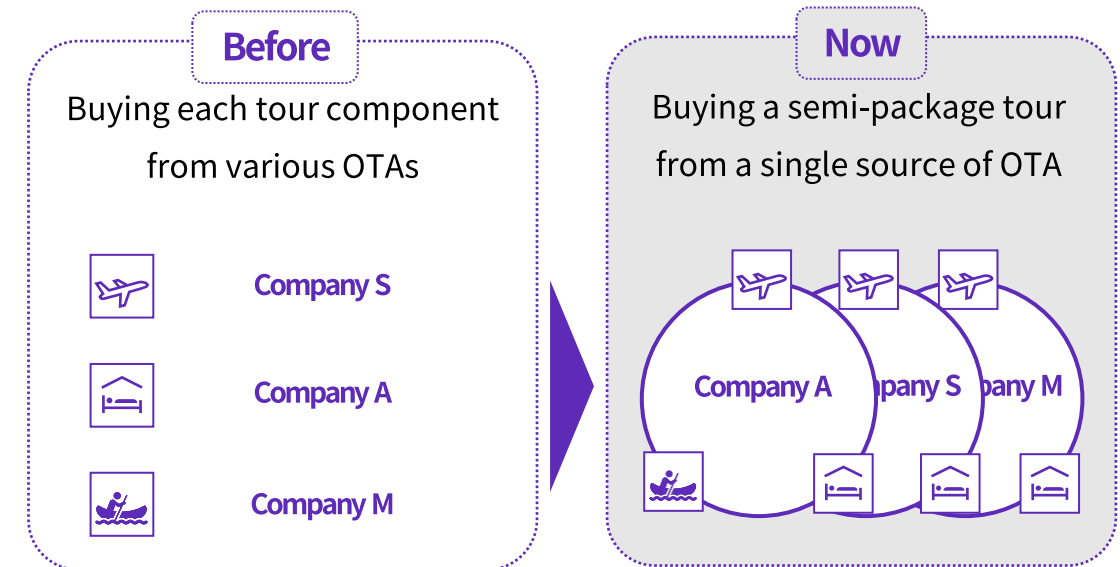 Before
Buying each tour component
from various OTAs
Company S
Company A
Company M
Now
Buying a semi-package tour
from a single source of OTA
Company A
pany S
pany M